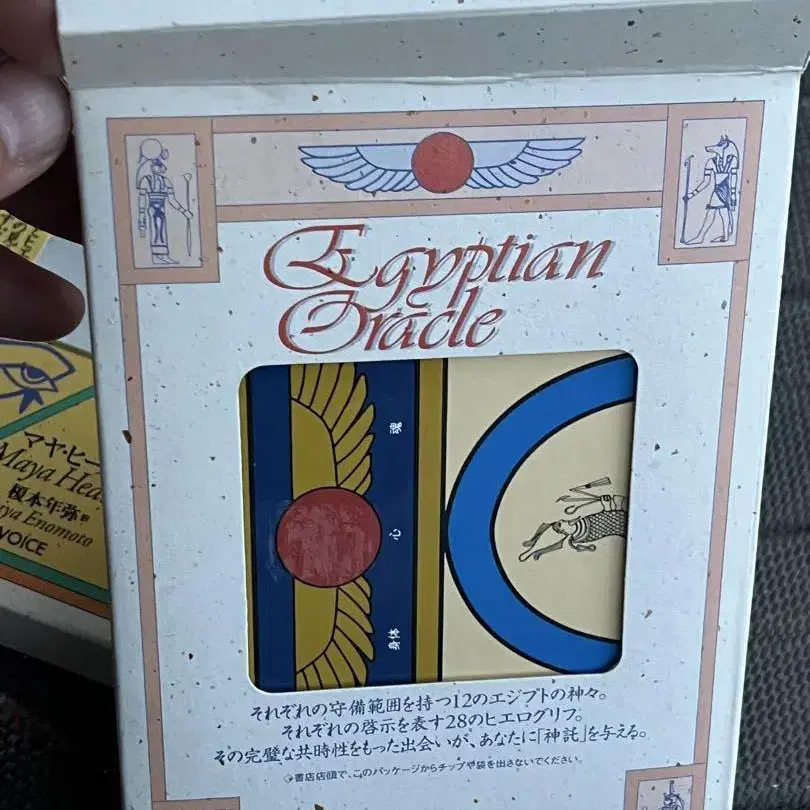 Egyptian
Oracle
魂
心
身体
それぞれの守備範囲を持つ12のエジプトの神々。
それぞれの啓示を表す28のヒエログリフ。
その完璧な共時性をもった出会いが、あなたに「神託」を与える。
書店店頭で、このパッケージからチップや袋を出さないでください。
マヤ・ヒー
Maya Hea
榎本年弥
ya Enomoto
VOICE